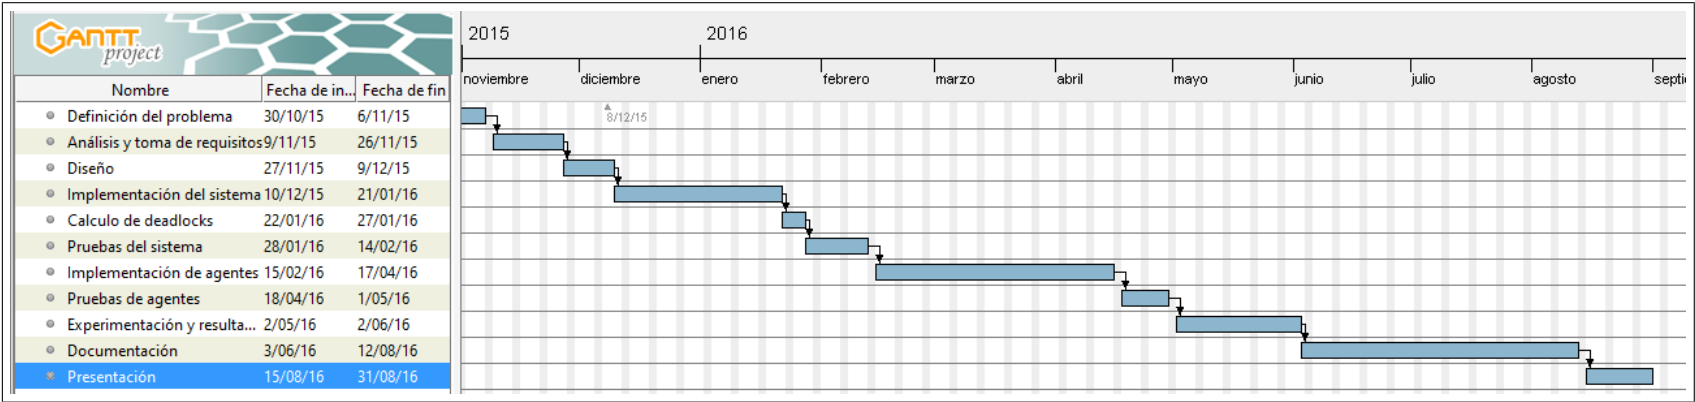 GANTT
project
2015 2016
noviembre diciembre enero febrero marzo abril mayo junio julio agosto septi
Nombre Fecha de in... Fecha de fin
8/12/15
Definición del problema 30/10/15 6/11/15
Análisis y toma de requisitos 9/11/15 26/11/15
Diseño 27/11/15 9/12/15
Implementación del sistema 10/12/15 21/01/16
Calculo de deadlocks 22/01/16 27/01/16
Pruebas del sistema 28/01/16 14/02/16
Implementación de agentes 15/02/16 17/04/16
Pruebas de agentes 18/04/16 1/05/16
Experimentación y resulta... 2/05/16 2/06/16
Documentación 3/06/16 12/08/16
Presentación 15/08/16 31/08/16